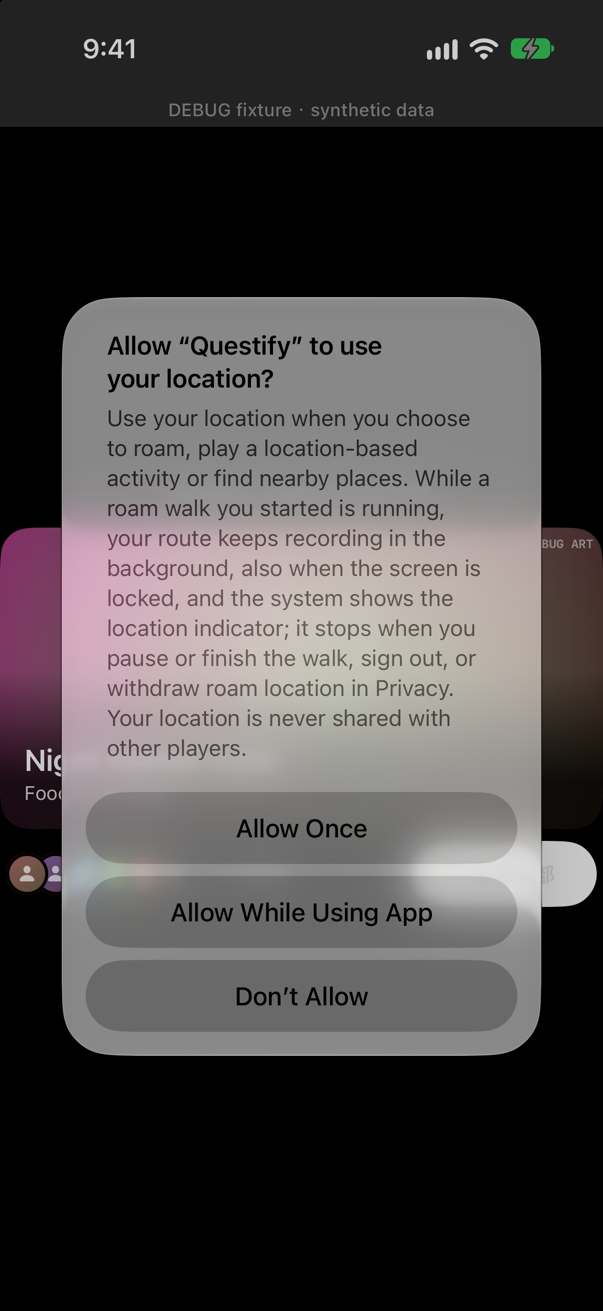 9:41
DEBUG fixture · synthetic data
Allow “Questify” to use
your location?
Use your location when you choose
to roam, play a location-based
activity or find nearby places. While a
roam walk you started is running,
your route keeps recording in the
background, also when the screen is
locked, and the system shows the
location indicator; it stops when you
pause or finish the walk, sign out, or
withdraw roam location in Privacy.
Your location is never shared with
other players.
BUG ART
Allow Once
Allow While Using App
Don’t Allow